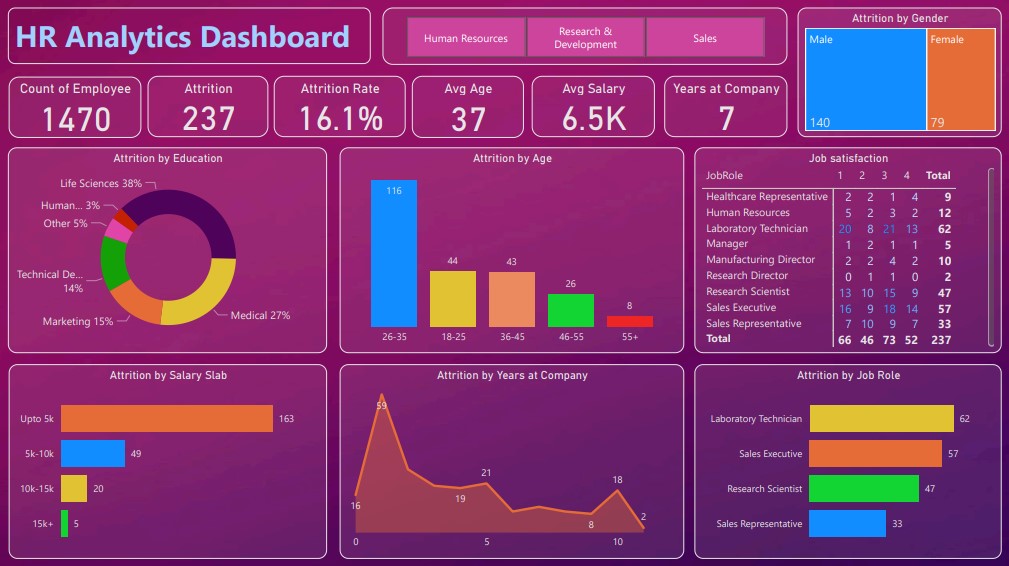 HR Analytics Dashboard
Human Resources
Research &
Development
Sales
Attrition by Gender
Male
Female
140
79
Count of Employee
1470
Attrition
237
Attrition Rate
16.1%
Avg Age
37
Avg Salary
6.5K
Years at Company
7
Attrition by Education
Life Sciences 38%
Human... 3%
Other 5%
Technical De...
14%
Marketing 15%
Medical 27%
Attrition by Age
116
44
43
26
8
26-35
18-25
36-45
46-55
55+
Job satisfaction
JobRole 1 2 3 4 Total
Healthcare Representative 2 2 1 4 9
Human Resources 5 2 3 2 12
Laboratory Technician 20 8 21 13 62
Manager 1 2 1 1 5
Manufacturing Director 2 2 4 2 10
Research Director 0 1 1 0 2
Research Scientist 13 10 15 9 47
Sales Executive 16 9 18 14 57
Sales Representative 7 10 9 7 33
Total 66 46 73 52 237
Attrition by Salary Slab
Upto 5k 163
5k-10k 49
10k-15k 20
15k+ 5
Attrition by Years at Company
59
16
19
21
8
18
2
0
5
10
Attrition by Job Role
Laboratory Technician 62
Sales Executive 57
Research Scientist 47
Sales Representative 33